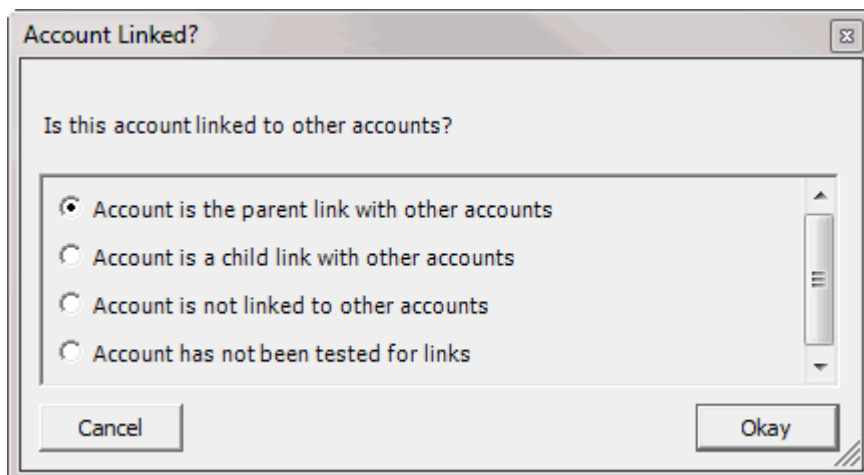 Account Linked?
Is this account linked to other accounts?
Account is the parent link with other accounts
Account is a child link with other accounts
Account is not linked to other accounts
Account has not been tested for links
Cancel
Okay